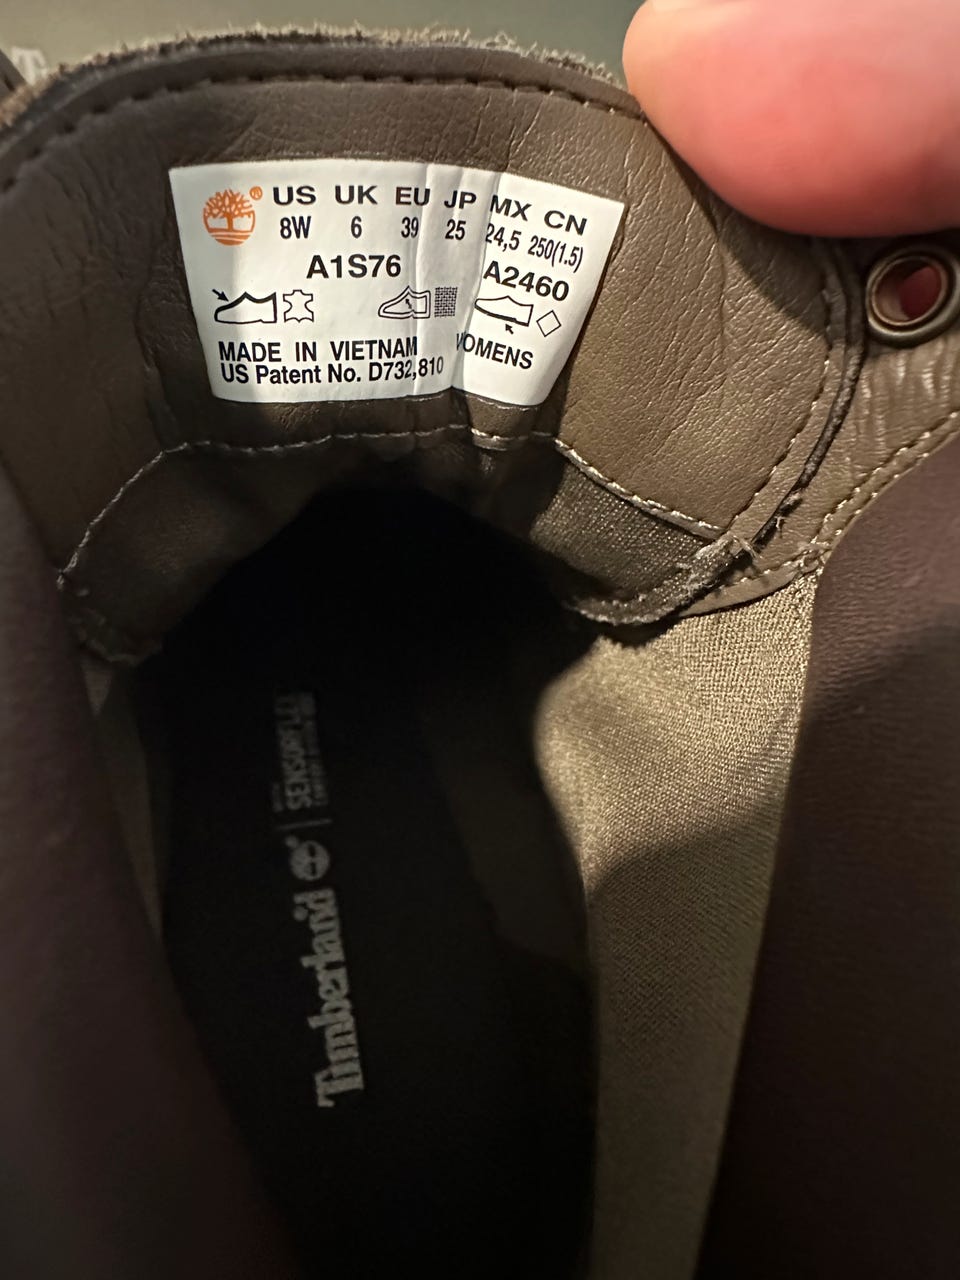 US UK EU JP MX CN
8W 6 39 25 24,5 250(1.5)
A1S76 A2460
MADE IN VIETNAM WOMENS
US Patent No. D732,810
Timberland
SENSORFLEX